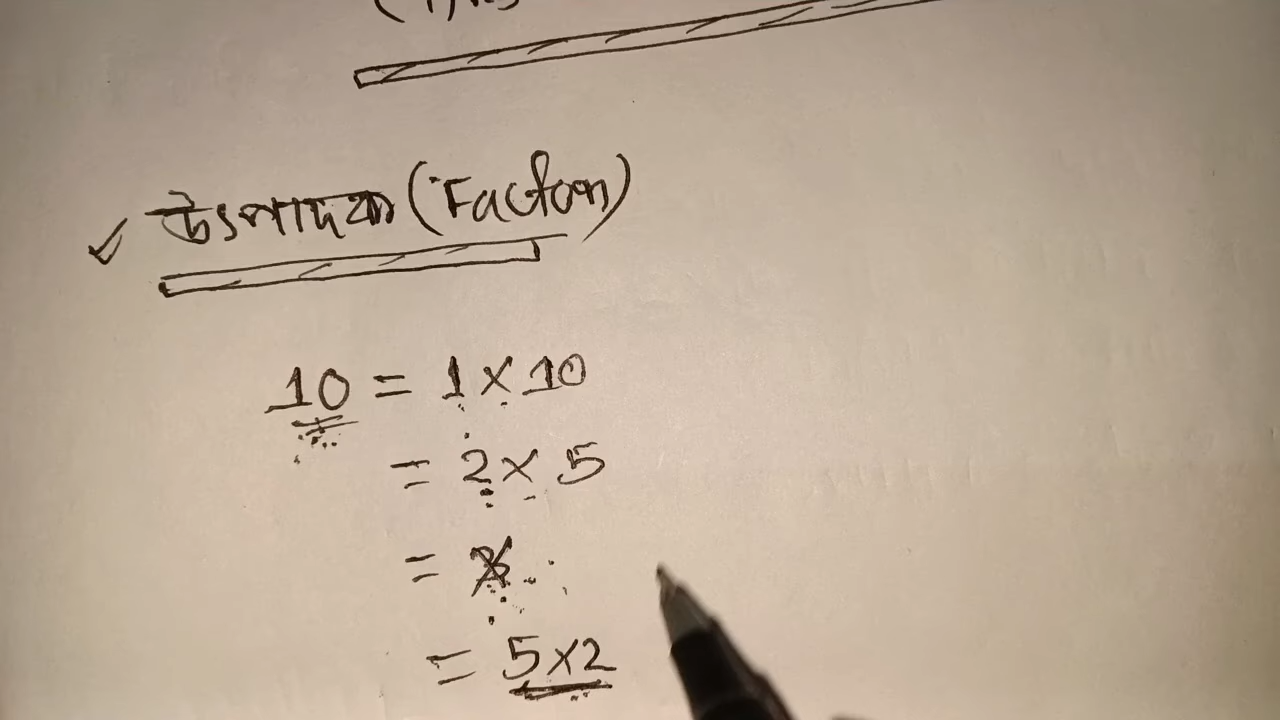 উৎপাদক (Factor)
10 = 1 × 10
= 2 × 5
=
= 5×2